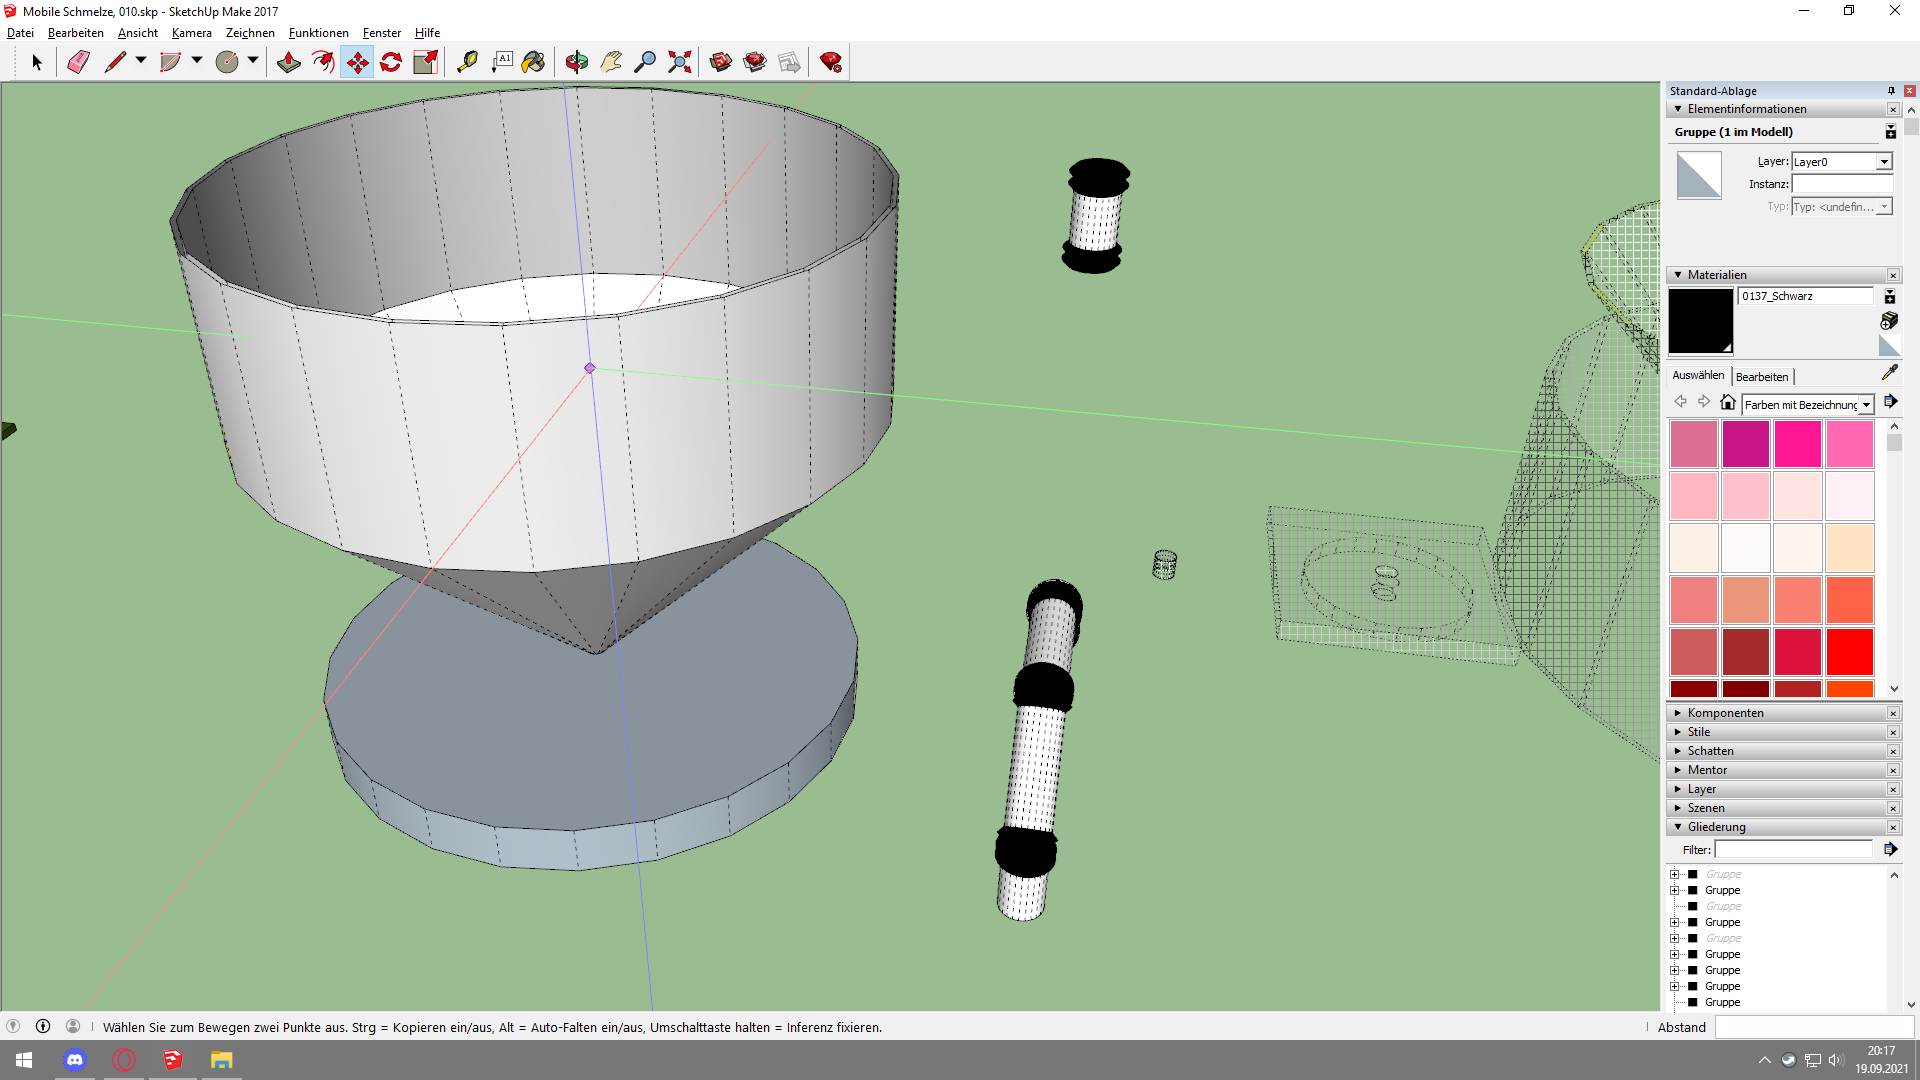 Mobile Schmelze, 010.skp - SketchUp Make 2017
Datei Bearbeiten Ansicht Kamera Zeichnen Funktionen Fenster Hilfe
A1
Standard-Ablage
Elementinformationen
Gruppe (1 im Modell)
Layer: Layer0
Instanz:
Typ: Typ: <undefin...
Materialien
0137_Schwarz
Auswählen Bearbeiten
Farben mit Bezeichnung
Komponenten
Stile
Schatten
Mentor
Layer
Szenen
Gliederung
Filter:
Gruppe
Gruppe
Gruppe
Gruppe
Gruppe
Gruppe
Gruppe
Gruppe
Gruppe
Wählen Sie zum Bewegen zwei Punkte aus. Strg = Kopieren ein/aus, Alt = Auto-Falten ein/aus, Umschalttaste halten = Inferenz fixieren.
Abstand
20:17
19.09.2021